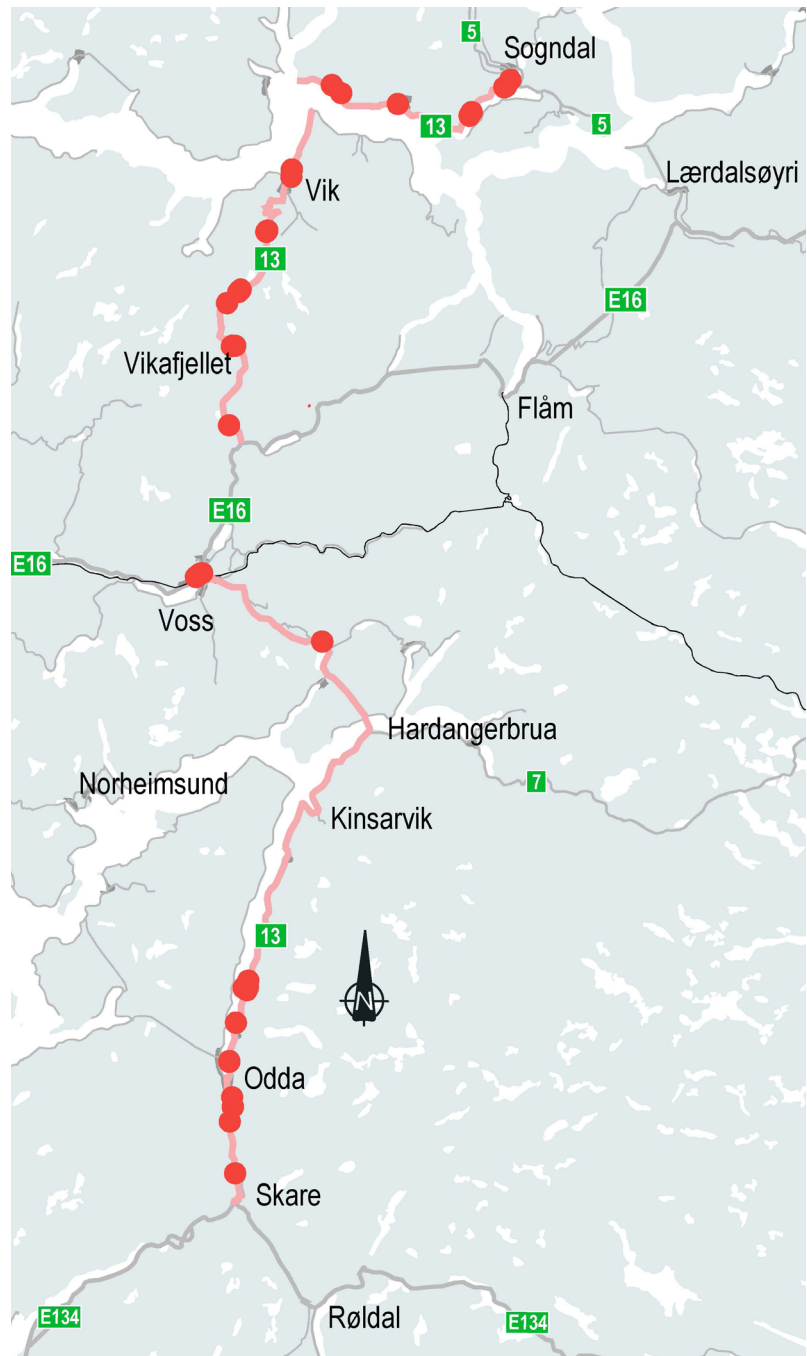 5
Sogndal
13
5
Lærdalsøyri
Vik
13
E16
Vikafjellet
Flåm
E16
E16
Voss
Hardangerbrua
Norheimsund
7
Kinsarvik
13
N
Odda
Skare
E134
Røldal
E134